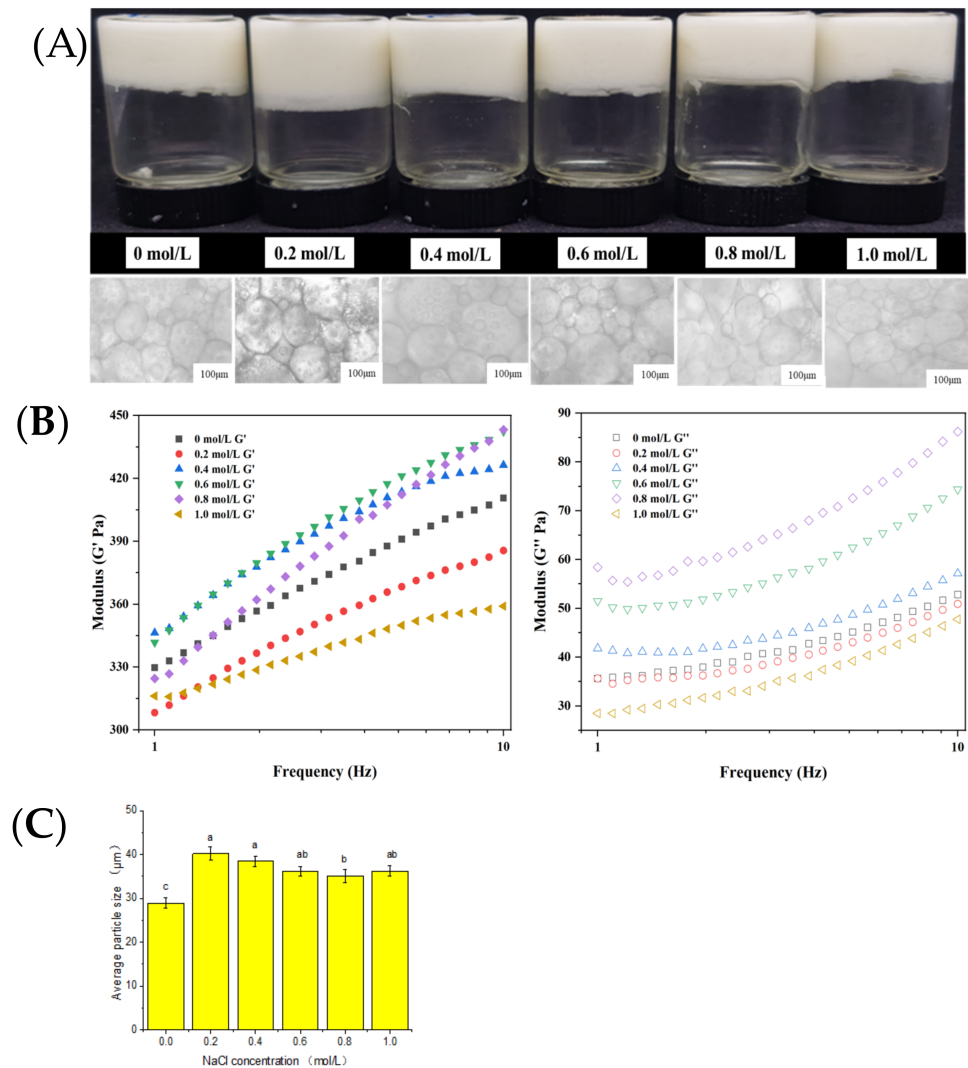 (A)
0 mol/L 0.2 mol/L 0.4 mol/L 0.6 mol/L 0.8 mol/L 1.0 mol/L
100μm 100μm 100μm 100μm 100μm 100μm
(B)
450
420
390
360
330
300
Modulus (G' Pa)
0 mol/L G'
0.2 mol/L G'
0.4 mol/L G'
0.6 mol/L G'
0.8 mol/L G'
1.0 mol/L G'
1 10
Frequency (Hz)
90
80
70
60
50
40
30
Modulus (G'' Pa)
0 mol/L G''
0.2 mol/L G''
0.4 mol/L G''
0.6 mol/L G''
0.8 mol/L G''
1.0 mol/L G''
1 10
Frequency (Hz)
(C)
50
40
30
20
10
0
Average particle size （μm）
c a a ab b ab
0.0 0.2 0.4 0.6 0.8 1.0
NaCl concentration （mol/L）